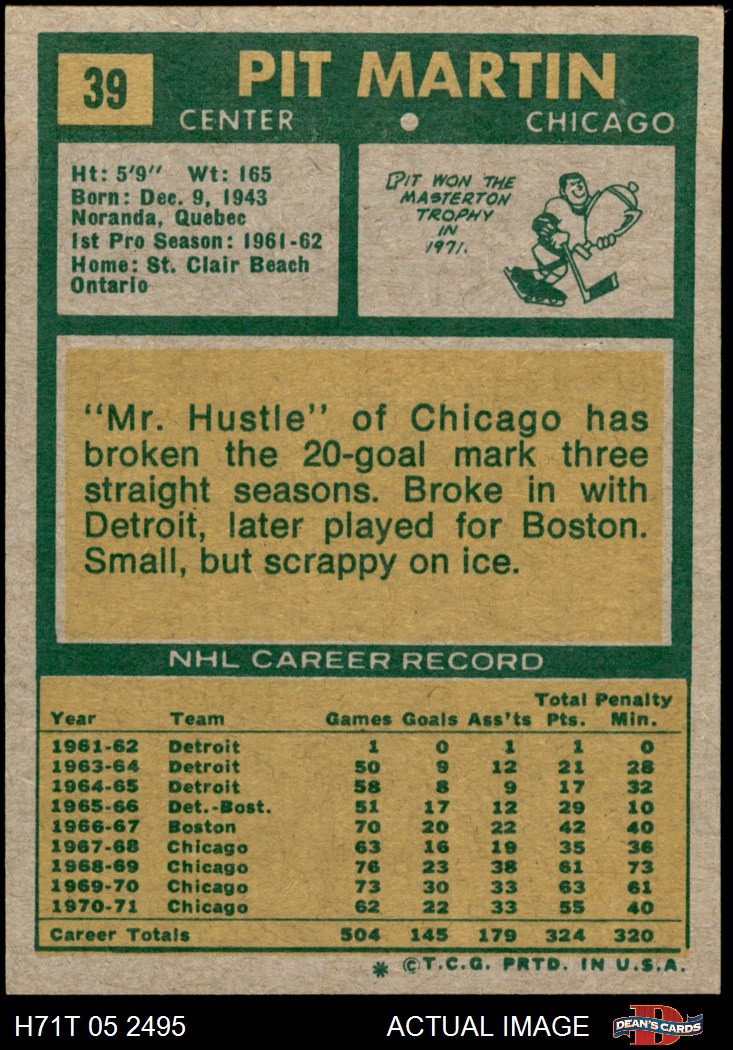 39
PIT MARTIN
CENTER
CHICAGO
Ht: 5'9" Wt: 165
Born: Dec. 9, 1943
Noranda, Quebec
1st Pro Season: 1961-62
Home: St. Clair Beach
Ontario
PIT WON THE
MASTERTON
TROPHY
IN
1971.
"Mr. Hustle" of Chicago has
broken the 20-goal mark three
straight seasons. Broke in with
Detroit, later played for Boston.
Small, but scrappy on ice.
NHL CAREER RECORD
Total Penalty
Year Team Games Goals Ass'ts Pts. Min.
1961-62 Detroit 1 0 1 1 0
1963-64 Detroit 50 9 12 21 28
1964-65 Detroit 58 8 9 17 32
1965-66 Det.-Bost. 51 17 12 29 10
1966-67 Boston 70 20 22 42 40
1967-68 Chicago 63 16 19 35 36
1968-69 Chicago 76 23 38 61 73
1969-70 Chicago 73 30 33 63 61
1970-71 Chicago 62 22 33 55 40
Career Totals 504 145 179 324 320
* ©T.C.G. PRTD. IN U.S.A.
H71T 05 2495
ACTUAL IMAGE
D
DEAN'S CARDS